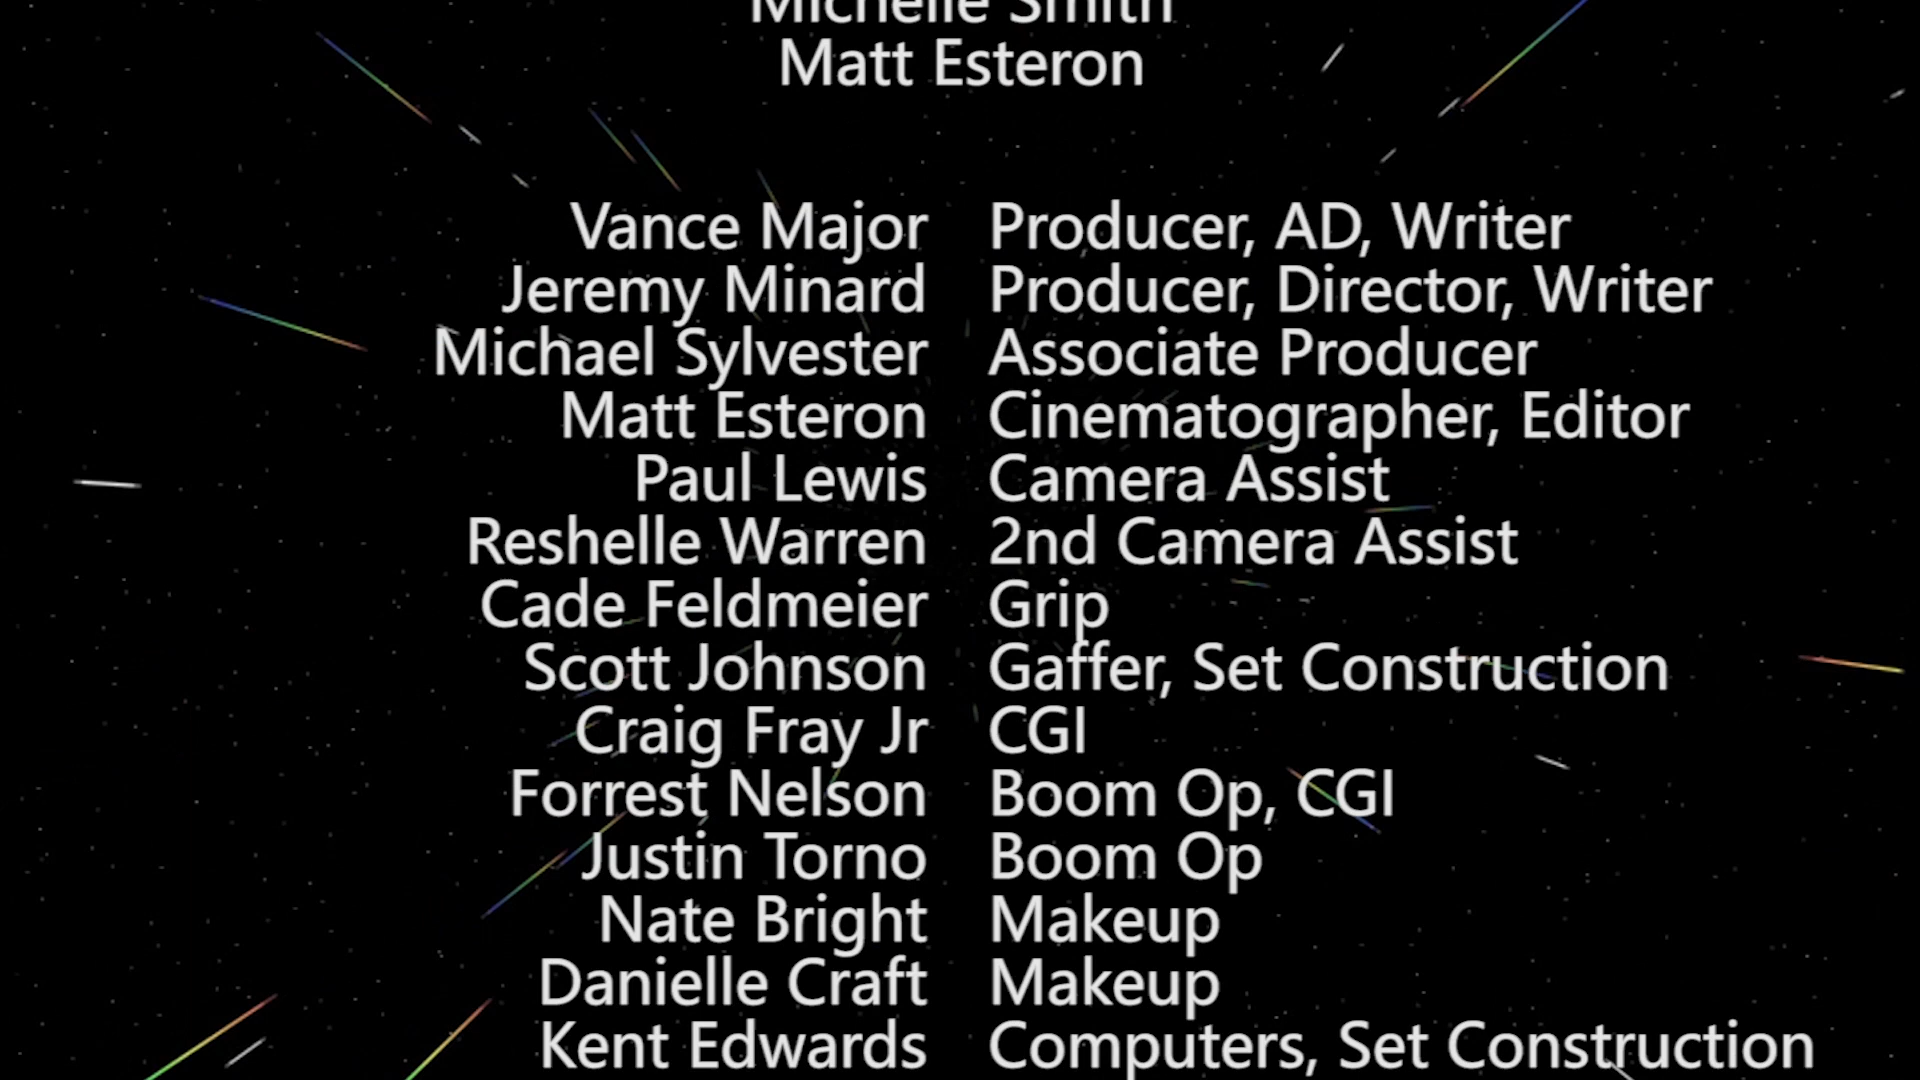 Michelle Smith
Matt Esteron
Vance Major Producer, AD, Writer
Jeremy Minard Producer, Director, Writer
Michael Sylvester Associate Producer
Matt Esteron Cinematographer, Editor
Paul Lewis Camera Assist
Reshelle Warren 2nd Camera Assist
Cade Feldmeier Grip
Scott Johnson Gaffer, Set Construction
Craig Fray Jr CGI
Forrest Nelson Boom Op, CGI
Justin Torno Boom Op
Nate Bright Makeup
Danielle Craft Makeup
Kent Edwards Computers, Set Construction